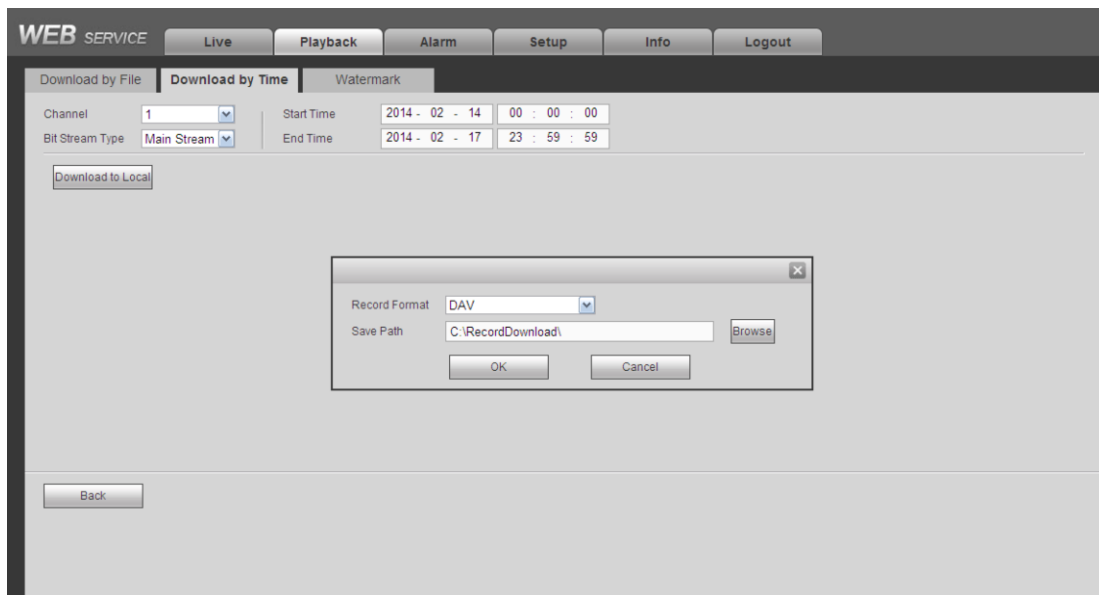 WEB SERVICE Live Playback Alarm Setup Info Logout
Download by File Download by Time Watermark
Channel 1 Start Time 2014 - 02 - 14 00 : 00 : 00
Bit Stream Type Main Stream End Time 2014 - 02 - 17 23 : 59 : 59
Download to Local
Record Format DAV
Save Path C:\RecordDownload\ Browse
OK Cancel
Back